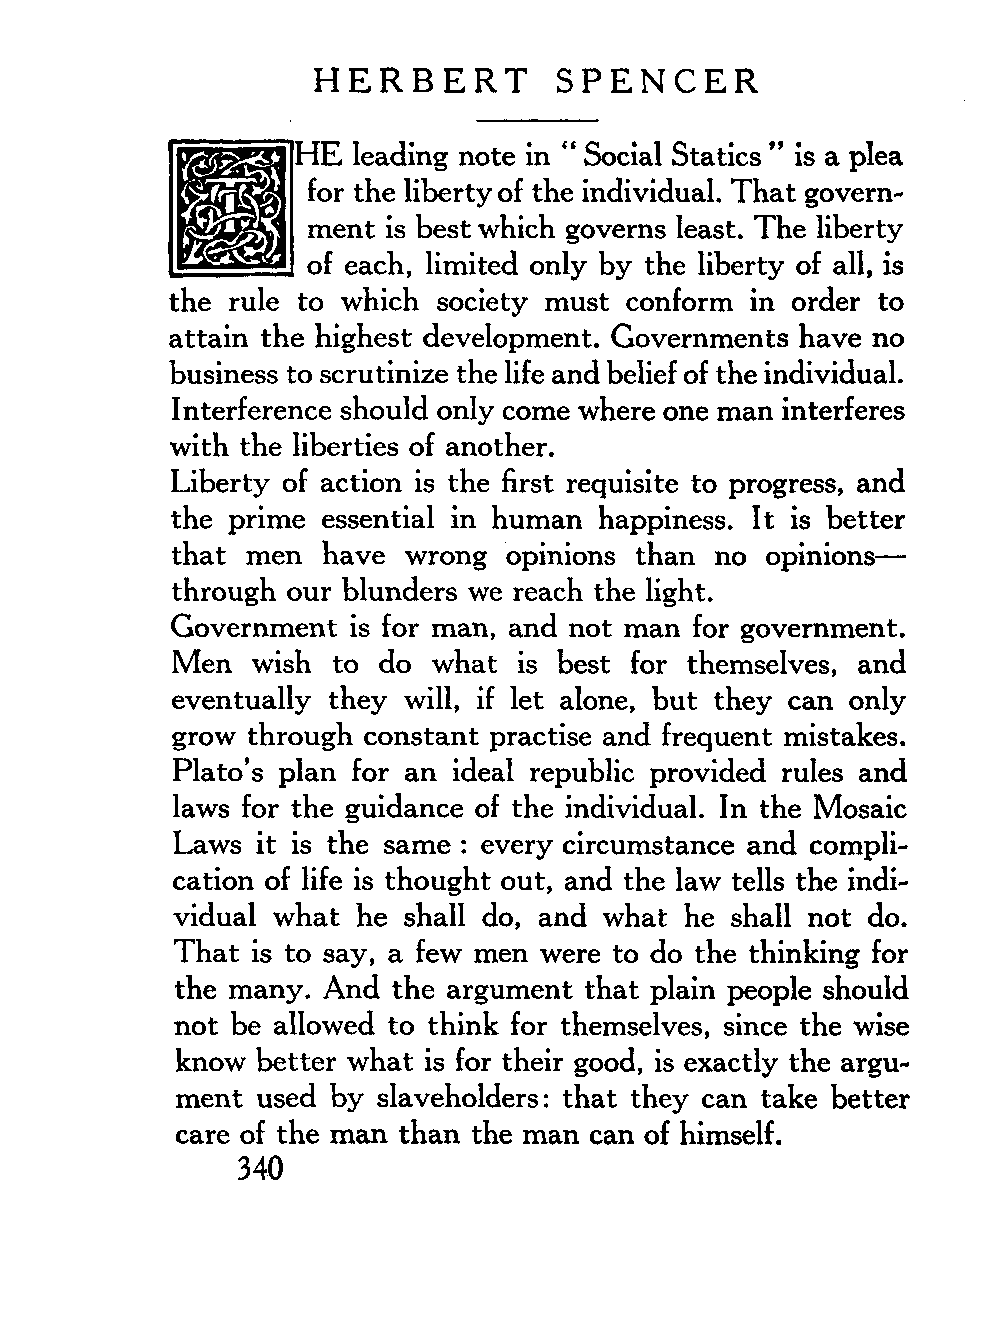 HERBERT SPENCER
THE leading note in “ Social Statics ” is a plea
for the liberty of the individual. That govern-
ment is best which governs least. The liberty
of each, limited only by the liberty of all, is
the rule to which society must conform in order to
attain the highest development. Governments have no
business to scrutinize the life and belief of the individual.
Interference should only come where one man interferes
with the liberties of another.
Liberty of action is the first requisite to progress, and
the prime essential in human happiness. It is better
that men have wrong opinions than no opinions—
through our blunders we reach the light.
Government is for man, and not man for government.
Men wish to do what is best for themselves, and
eventually they will, if let alone, but they can only
grow through constant practise and frequent mistakes.
Plato's plan for an ideal republic provided rules and
laws for the guidance of the individual. In the Mosaic
Laws it is the same : every circumstance and compli-
cation of life is thought out, and the law tells the indi-
vidual what he shall do, and what he shall not do.
That is to say, a few men were to do the thinking for
the many. And the argument that plain people should
not be allowed to think for themselves, since the wise
know better what is for their good, is exactly the argu-
ment used by slaveholders: that they can take better
care of the man than the man can of himself.
340